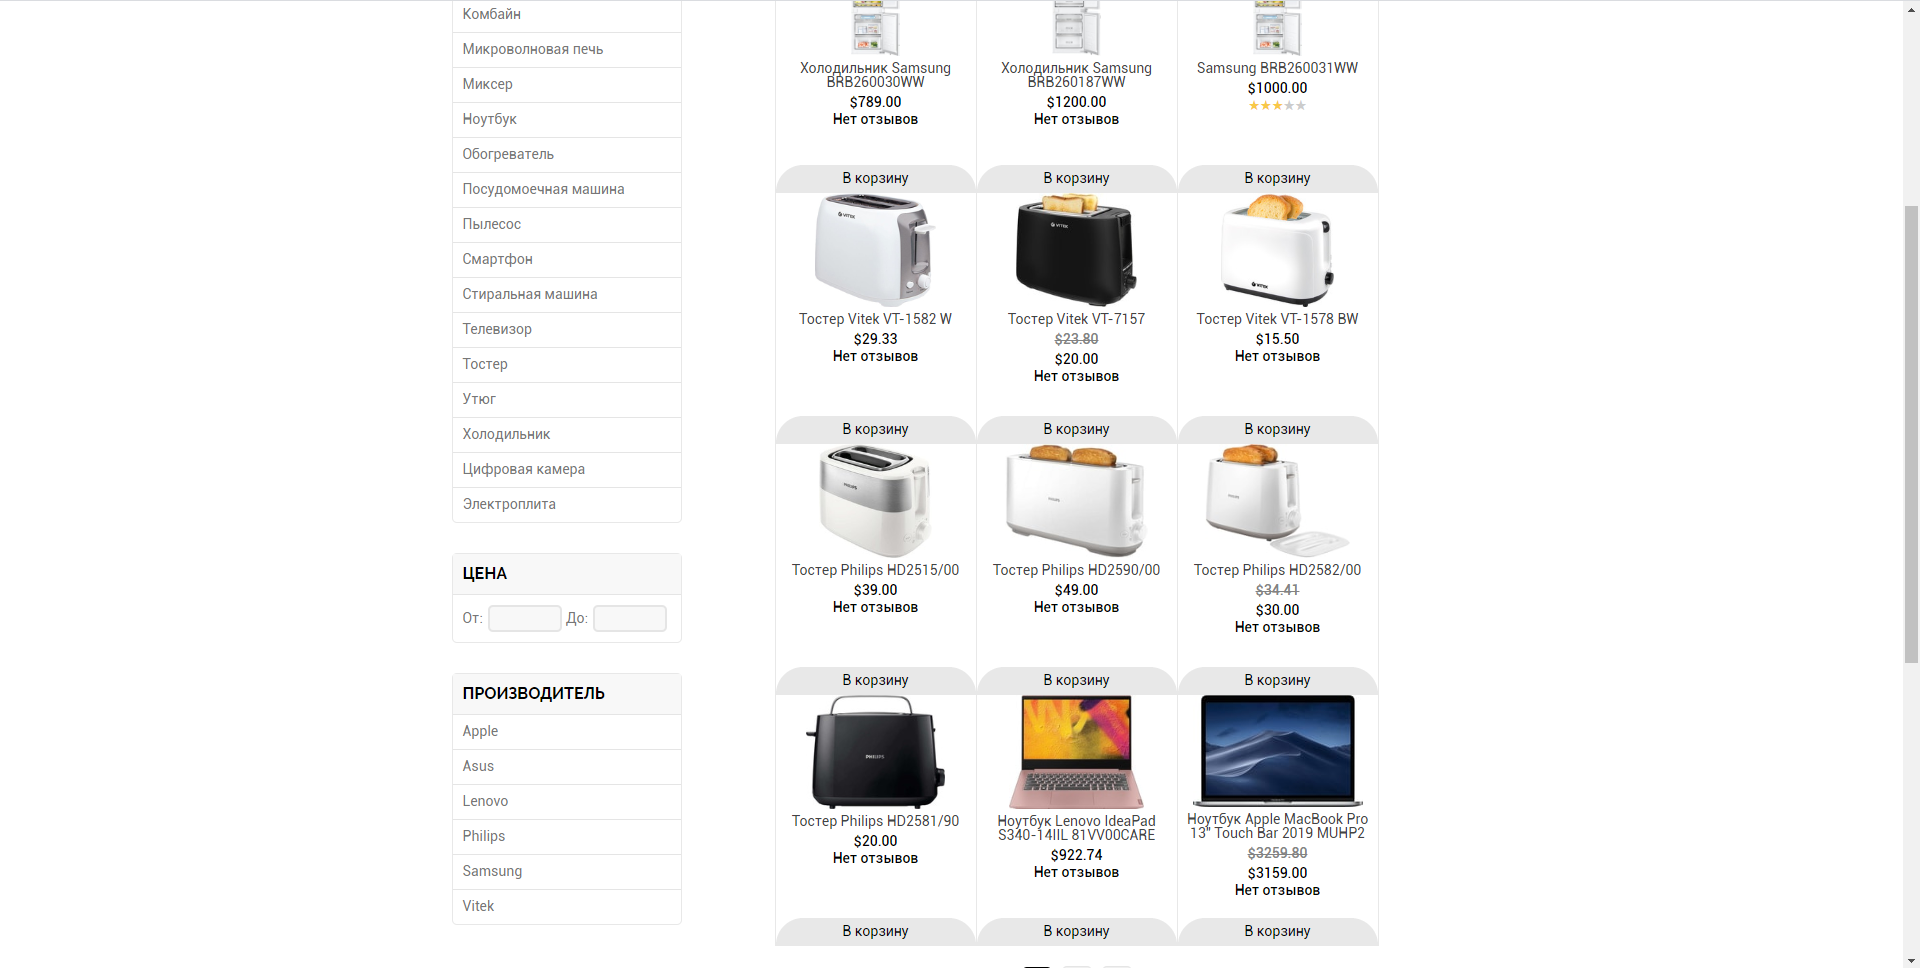 Комбайн
Микроволновая печь
Миксер
Ноутбук
Обогреватель
Посудомоечная машина
Пылесос
Смартфон
Стиральная машина
Телевизор
Тостер
Утюг
Холодильник
Цифровая камера
Электроплита
ЦЕНА
От: До:
ПРОИЗВОДИТЕЛЬ
Apple
Asus
Lenovo
Philips
Samsung
Vitek
Холодильник Samsung
BRB260030WW
$789.00
Нет отзывов
В корзину
Холодильник Samsung
BRB260187WW
$1200.00
Нет отзывов
В корзину
Samsung BRB260031WW
$1000.00
В корзину
VITEK
Тостер Vitek VT-1582 W
$29.33
Нет отзывов
В корзину
VITEK
Тостер Vitek VT-7157
$23.80
$20.00
Нет отзывов
В корзину
VITEK
Тостер Vitek VT-1578 BW
$15.50
Нет отзывов
В корзину
PHILIPS
Тостер Philips HD2515/00
$39.00
Нет отзывов
В корзину
PHILIPS
Тостер Philips HD2590/00
$49.00
Нет отзывов
В корзину
PHILIPS
Тостер Philips HD2582/00
$34.41
$30.00
Нет отзывов
В корзину
PHILIPS
Тостер Philips HD2581/90
$20.00
Нет отзывов
В корзину
Ноутбук Lenovo IdeaPad
S340-14IIL 81VV00CARE
$922.74
Нет отзывов
В корзину
Ноутбук Apple MacBook Pro
13" Touch Bar 2019 MUHP2
$3259.80
$3159.00
Нет отзывов
В корзину